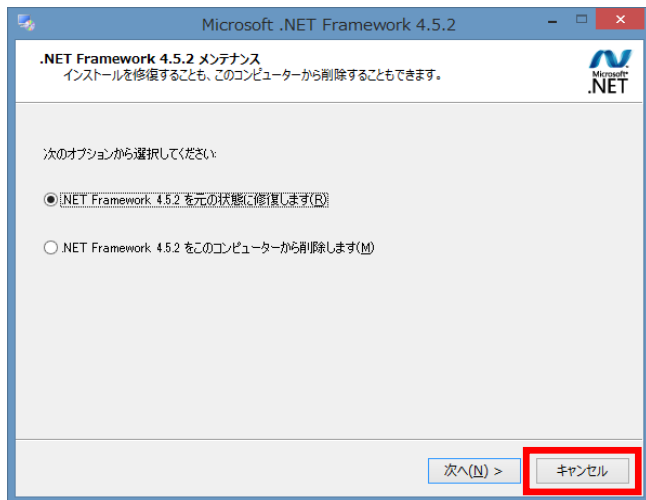 Microsoft .NET Framework 4.5.2
.NET Framework 4.5.2 メンテナンス
インストールを修復することも、このコンピューターから削除することもできます。
Microsoft
.NET
次のオプションから選択してください:
.NET Framework 4.5.2 を元の状態に修復します(R)
.NET Framework 4.5.2 をこのコンピューターから削除します(M)
次へ(N) >
キャンセル